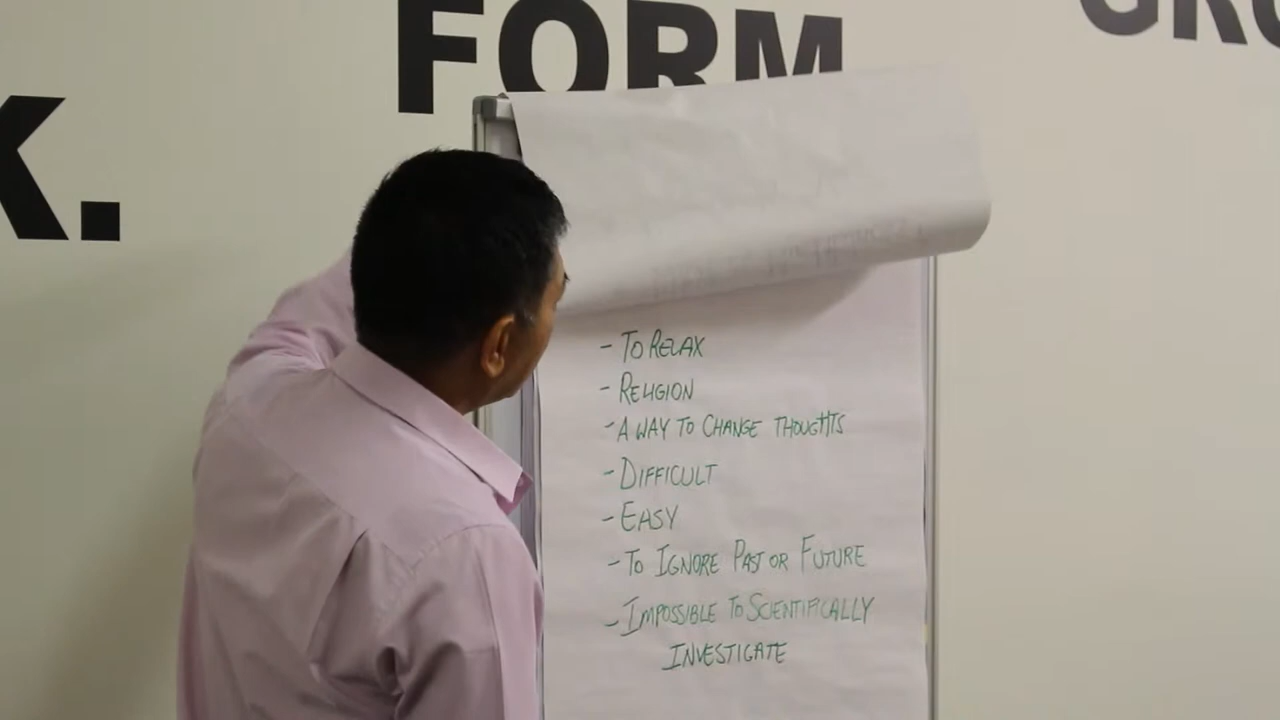 FORM
K.
- TO RELAX
- RELIGION
- A WAY TO CHANGE THOUGHTS
- DIFFICULT
- EASY
- TO IGNORE PAST OR FUTURE
- IMPOSSIBLE TO SCIENTIFICALLY
INVESTIGATE